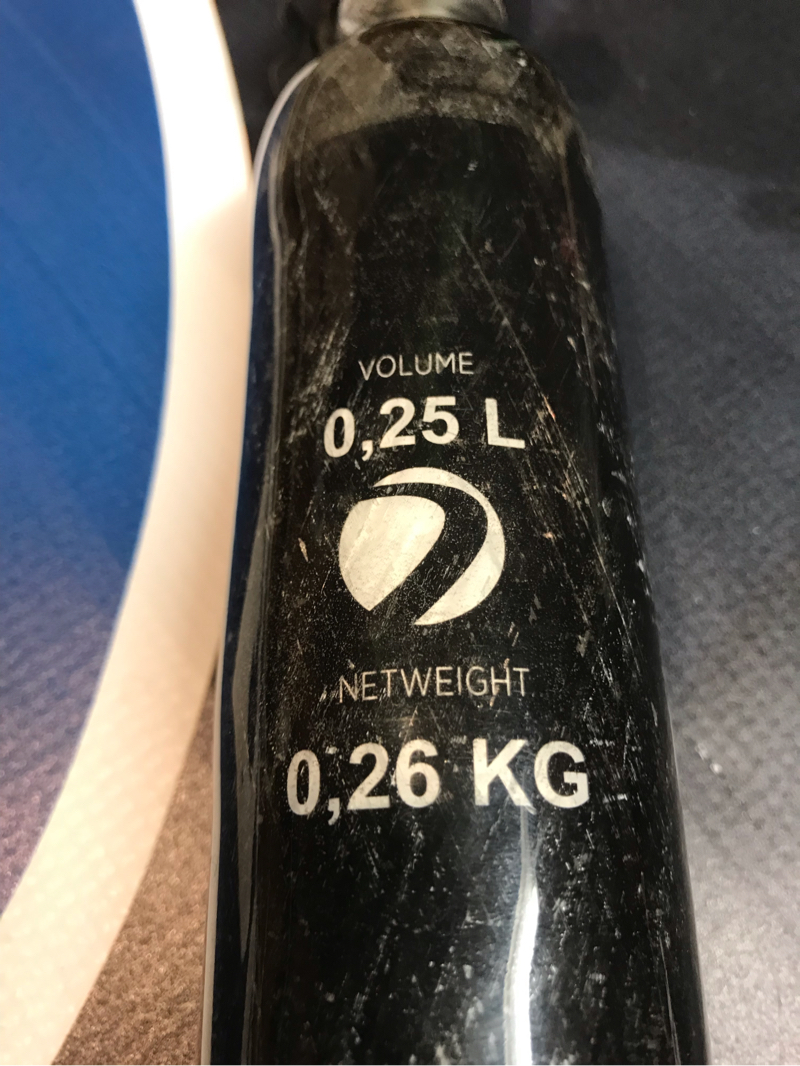 VOLUME
0,25 L
NETWEIGHT
0,26 KG